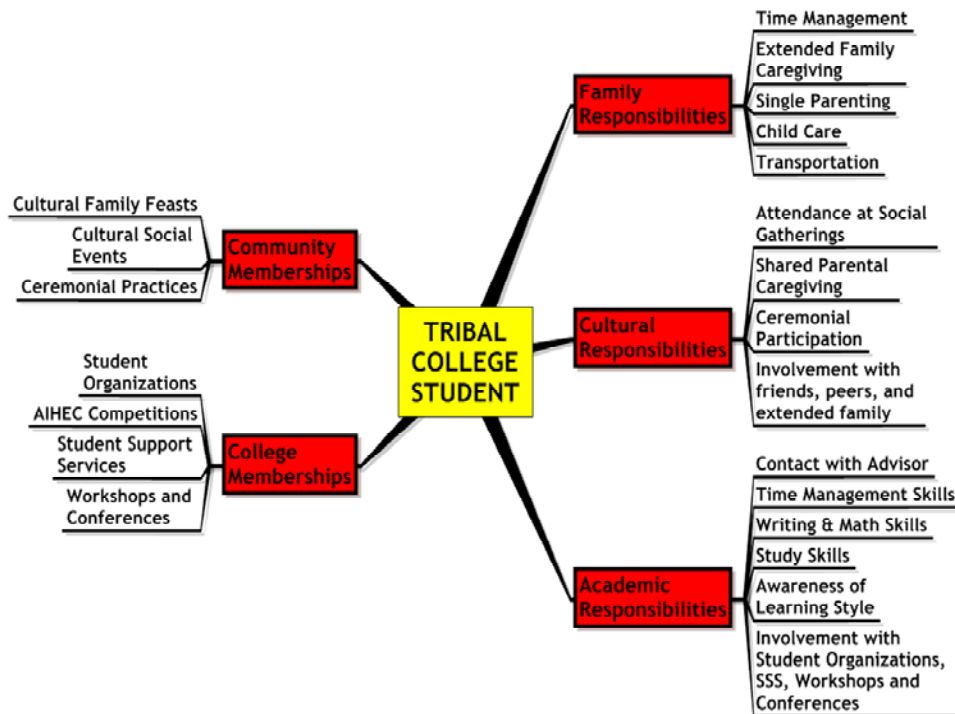 TRIBAL
COLLEGE
STUDENT
Family
Responsibilities
Time Management
Extended Family
Caregiving
Single Parenting
Child Care
Transportation
Cultural
Responsibilities
Attendance at Social
Gatherings
Shared Parental
Caregiving
Ceremonial
Participation
Involvement with
friends, peers, and
extended family
Academic
Responsibilities
Contact with Advisor
Time Management Skills
Writing & Math Skills
Study Skills
Awareness of
Learning Style
Involvement with
Student Organizations,
SSS, Workshops and
Conferences
Community
Memberships
Cultural Family Feasts
Cultural Social
Events
Ceremonial Practices
College
Memberships
Student
Organizations
AIHEC Competitions
Student Support
Services
Workshops and
Conferences